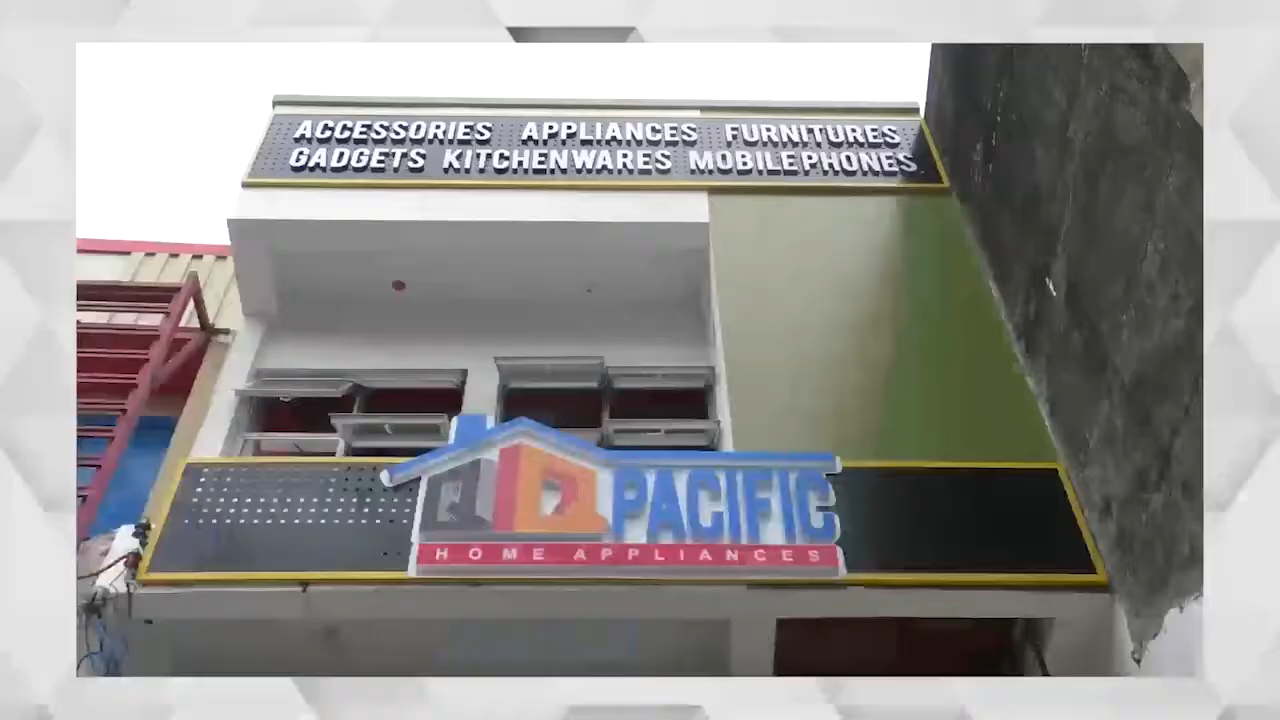 ACCESSORIES APPLIANCES FURNITURES
GADGETS KITCHENWARES MOBILEPHONES
PACIFIC
HOME APPLIANCES